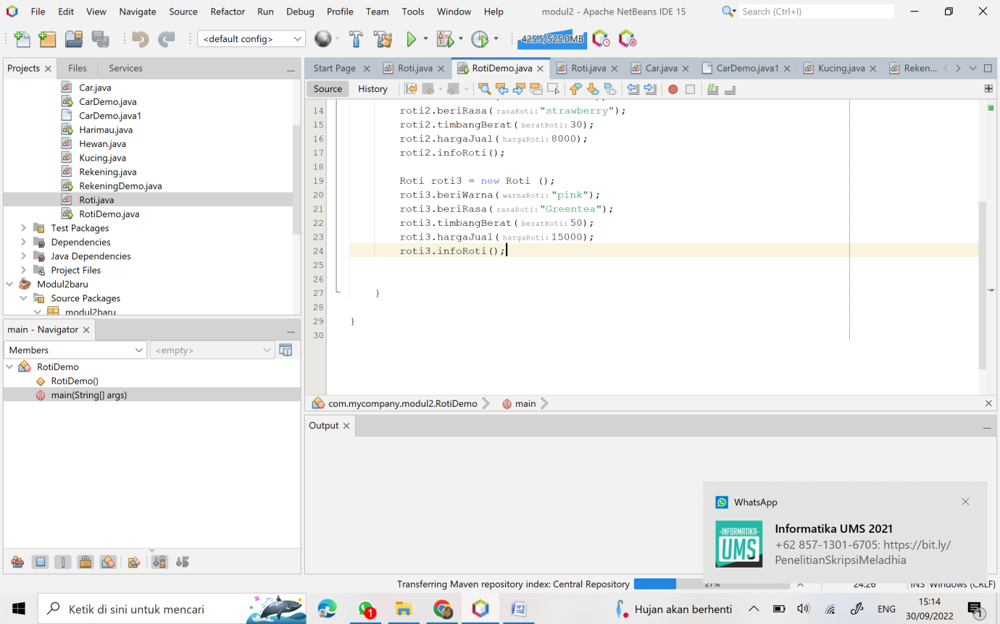 File Edit View Navigate Source Refactor Run Debug Profile Team Tools Window Help modul2 - Apache NetBeans IDE 15 Search (Ctrl+I)
<default config> 425.5/525.0MB
Projects Files Services
Start Page Roti.java RotiDemo.java Roti.java Car.java CarDemo.java1 Kucing.java Reken...
Source History
Car.java
CarDemo.java
CarDemo.java1
Harimau.java
Hewan.java
Kucing.java
Rekening.java
RekeningDemo.java
Roti.java
RotiDemo.java
Test Packages
Dependencies
Java Dependencies
Project Files
Modul2baru
Source Packages
modul2baru
14 roti2.beriRasa(rasaRoti:"strawberry");
15 roti2.timbangBerat(beratRoti:30);
16 roti2.hargaJual(hargaRoti:8000);
17 roti2.infoRoti();
18
19 Roti roti3 = new Roti ();
20 roti3.beriWarna(warnaRoti:"pink");
21 roti3.beriRasa(rasaRoti:"Greentea");
22 roti3.timbangBerat(beratRoti:50);
23 roti3.hargaJual(hargaRoti:15000);
24 roti3.infoRoti();
25
26
27 }
28
29 }
30
com.mycompany.modul2.RotiDemo main
main - Navigator
Members <empty>
RotiDemo
RotiDemo()
main(String[] args)
Output
WhatsApp
Informatika UMS 2021
+62 857-1301-6705: https://bit.ly/
PenelitianSkripsiMeladhia
-INFORMATIKA-
UMS
Transferring Maven repository index: Central Repository 27% 24:26 INS Windows (CRLF)
Ketik di sini untuk mencari 1 Hujan akan berhenti ENG 15:14
30/09/2022 1